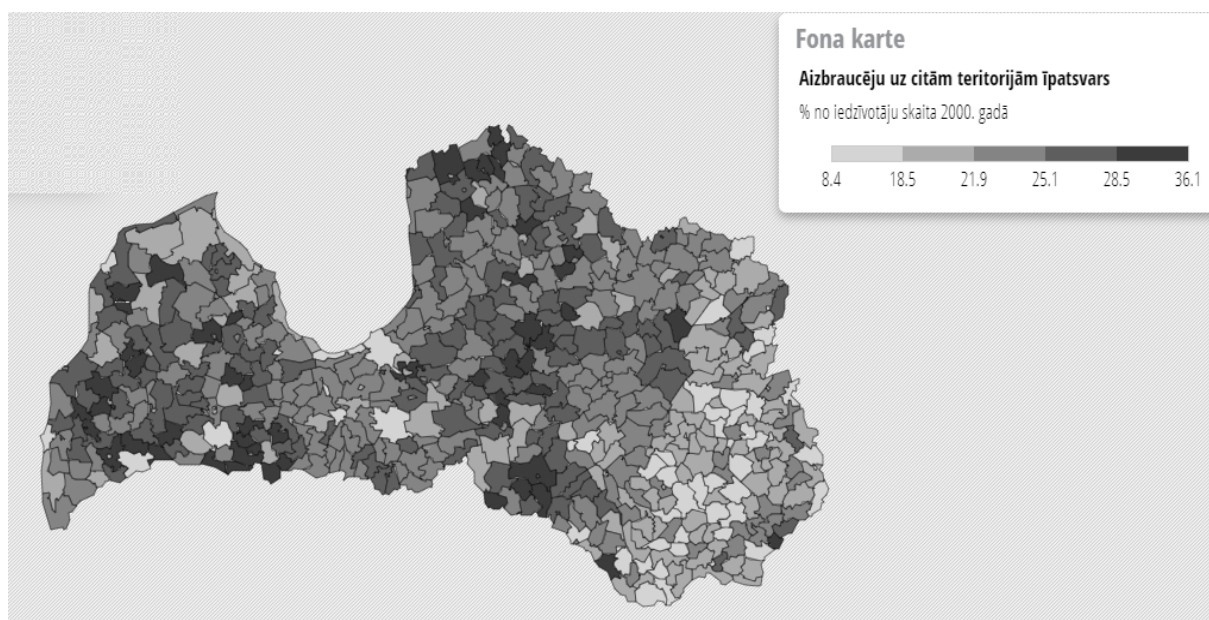 Fona karte
Aizbraucēju uz citām teritorijām īpatsvars
% no iedzīvotāju skaita 2000. gadā
8.4 18.5 21.9 25.1 28.5 36.1